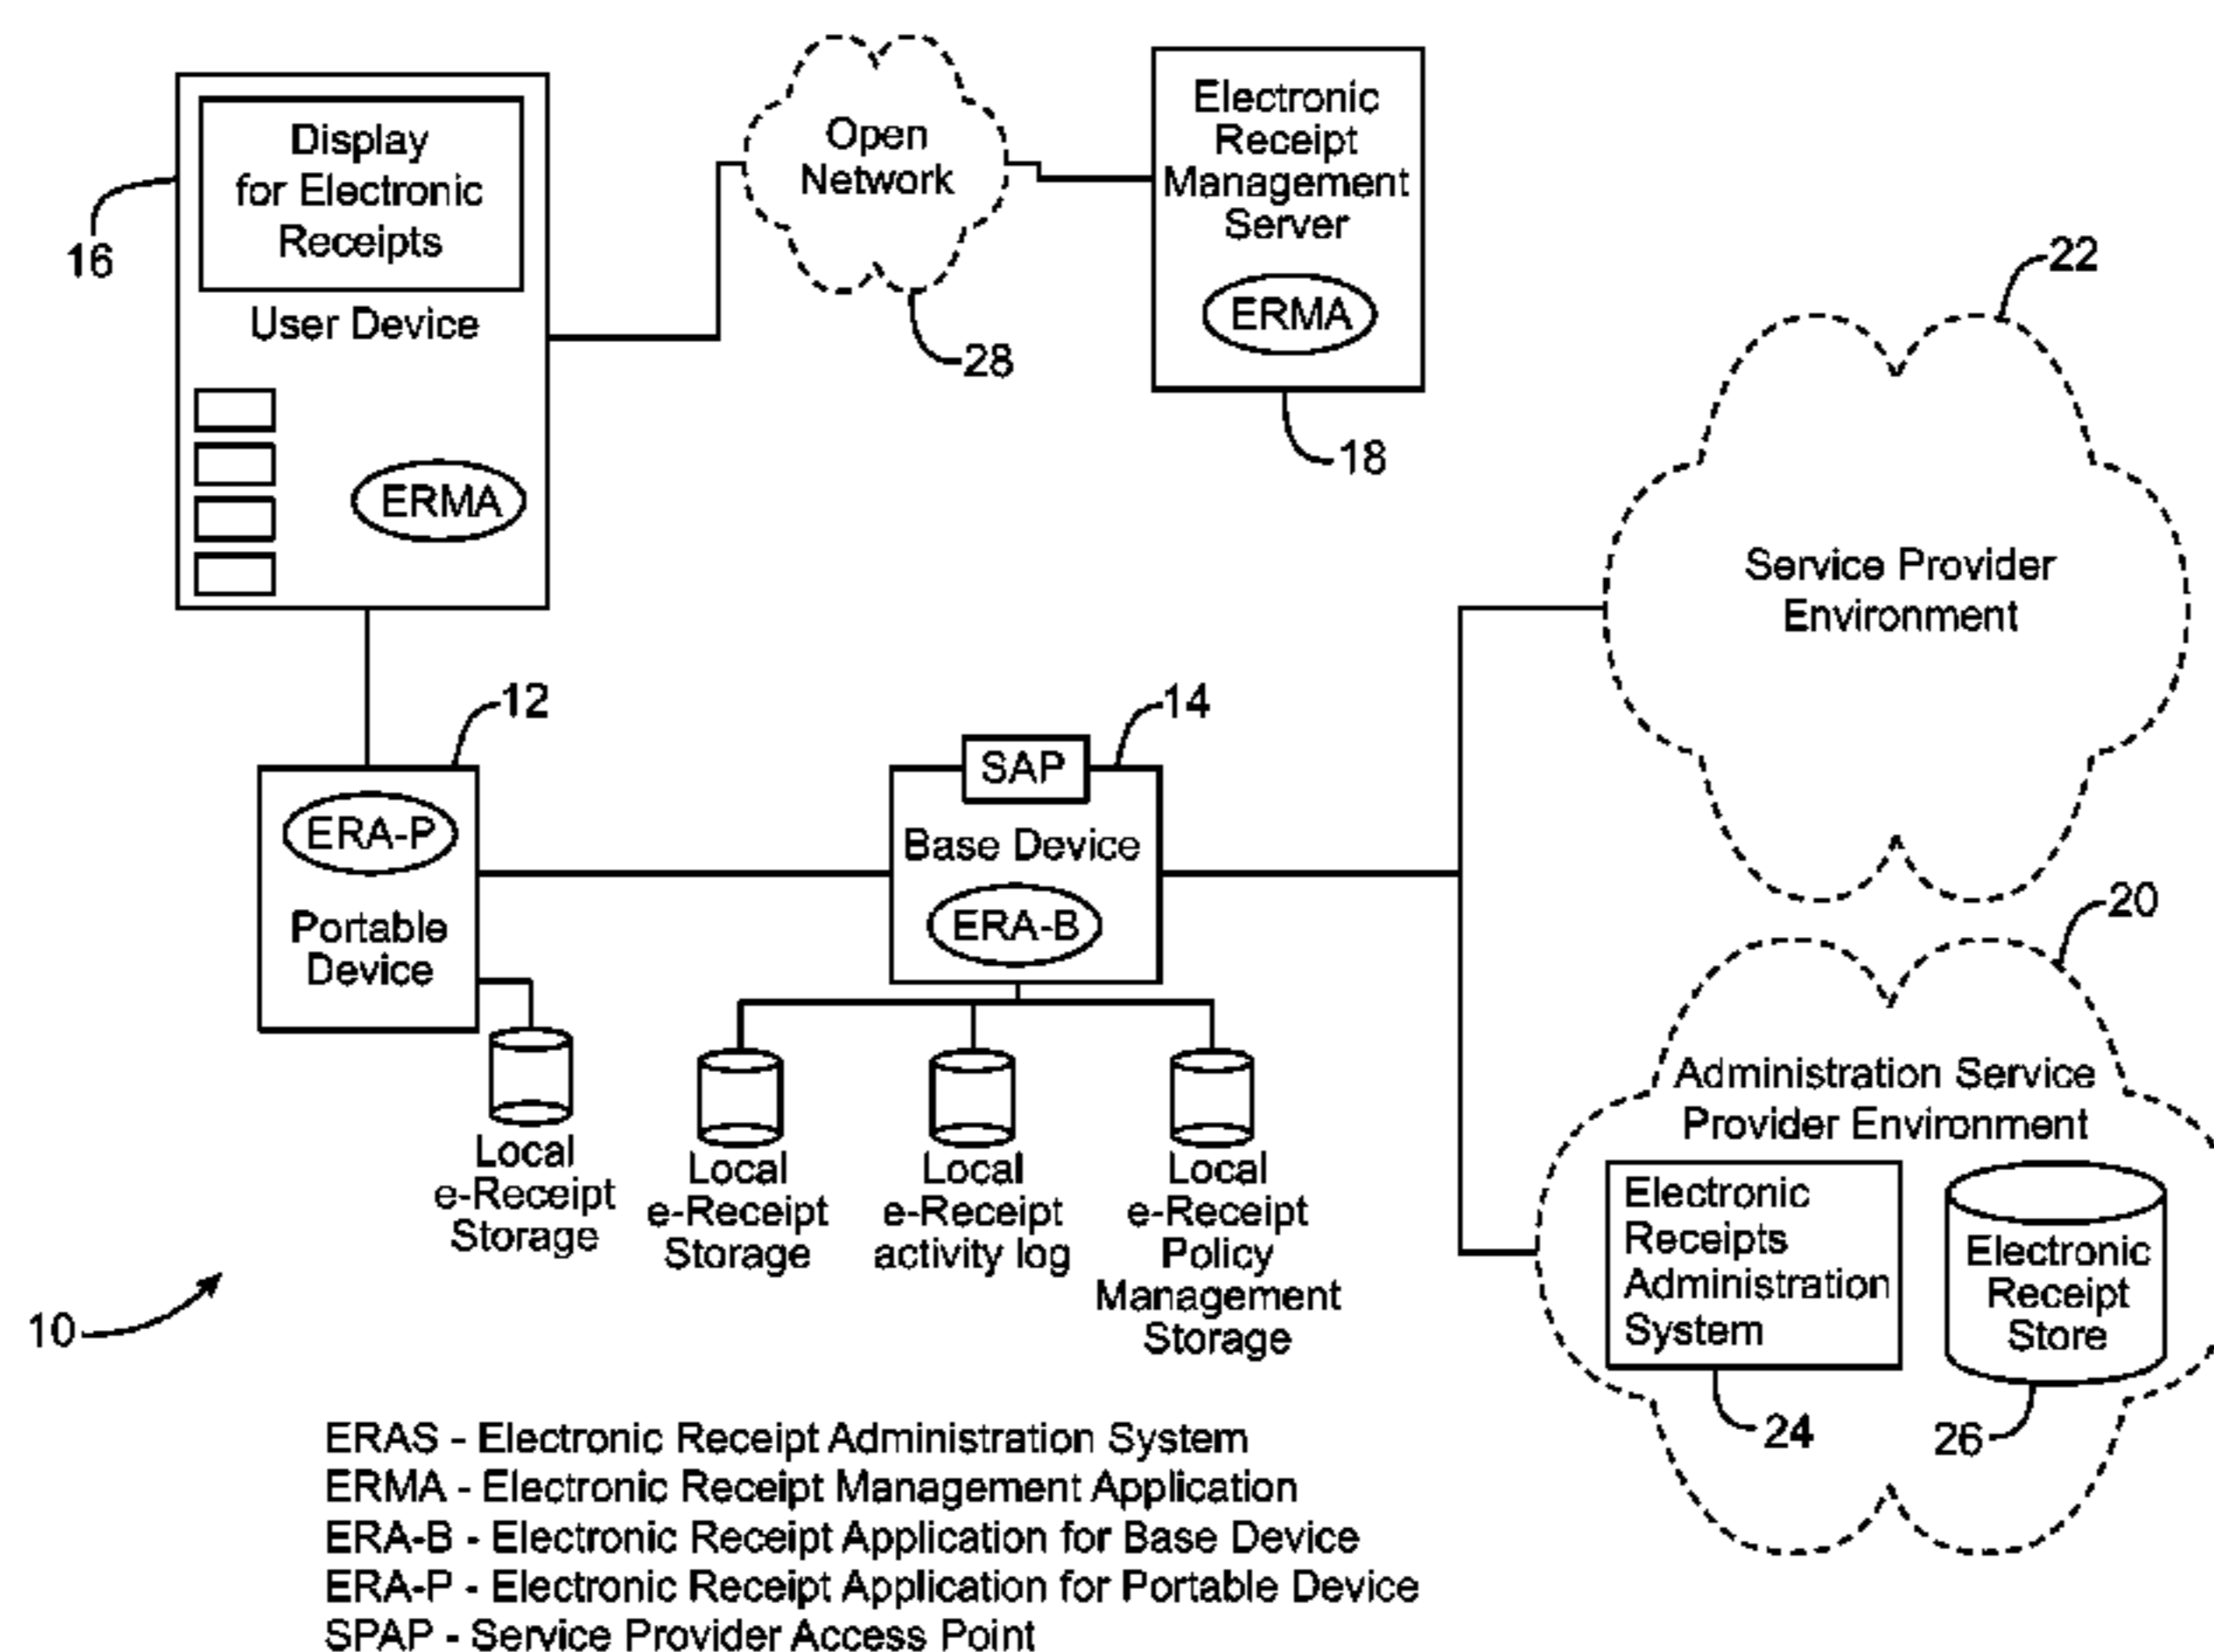 Display
for Electronic
Receipts
User Device
ERMA
16
Open
Network
28
Electronic
Receipt
Management
Server
ERMA
18
22
Service Provider
Environment
12
ERA-P
Portable
Device
14
SAP
Base Device
ERA-B
Local
e-Receipt
Storage
Local
e-Receipt
Storage
Local
e-Receipt
activity log
Local
e-Receipt
Policy
Management
Storage
20
Administration Service
Provider Environment
Electronic
Receipts
Administration
System
Electronic
Receipt
Store
24
26
10
ERAS - Electronic Receipt Administration System
ERMA - Electronic Receipt Management Application
ERA-B - Electronic Receipt Application for Base Device
ERA-P - Electronic Receipt Application for Portable Device
SPAP - Service Provider Access Point